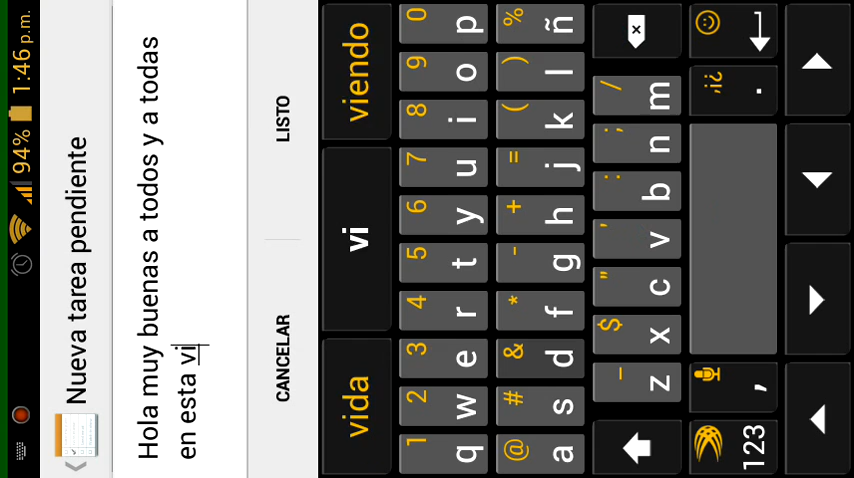 94% 1:46 p.m.
Nueva tarea pendiente
Hola muy buenas a todos y a todas
en esta vi
CANCELAR LISTO
vida vi viendo
1 2 3 4 5 6 7 8 9 0
q w e r t y u i o p
@ # & * - + = ( ) %
a s d f g h j k l ñ
_ $ " ' : ; /
z x c v b n m
123 , . ,i¿?